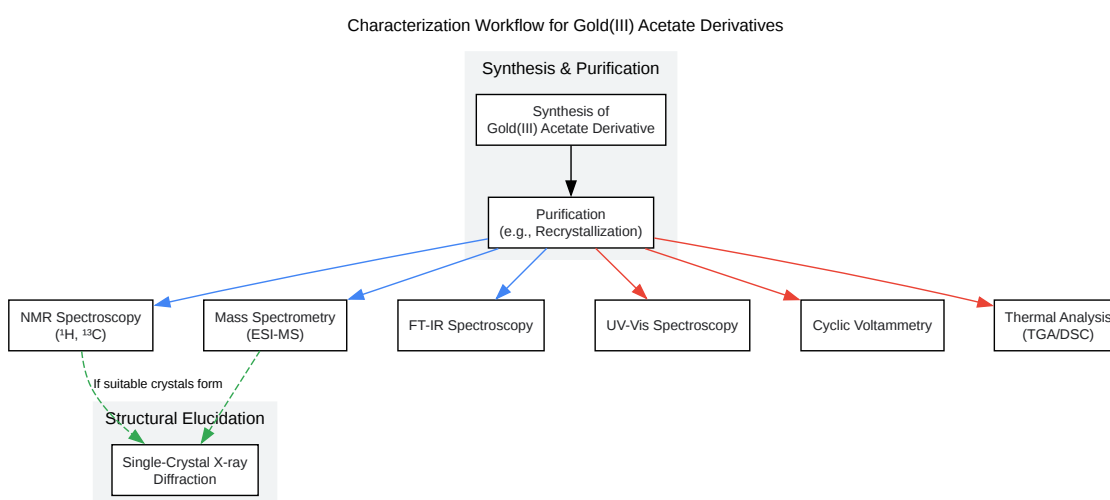 Characterization Workflow for Gold(III) Acetate Derivatives
Synthesis & Purification
Synthesis of
Gold(III) Acetate Derivative
Purification
(e.g., Recrystallization)
NMR Spectroscopy
(¹H, ¹³C)
Mass Spectrometry
(ESI-MS)
FT-IR Spectroscopy
UV-Vis Spectroscopy
Cyclic Voltammetry
Thermal Analysis
(TGA/DSC)
If suitable crystals form
Structural Elucidation
Single-Crystal X-ray
Diffraction